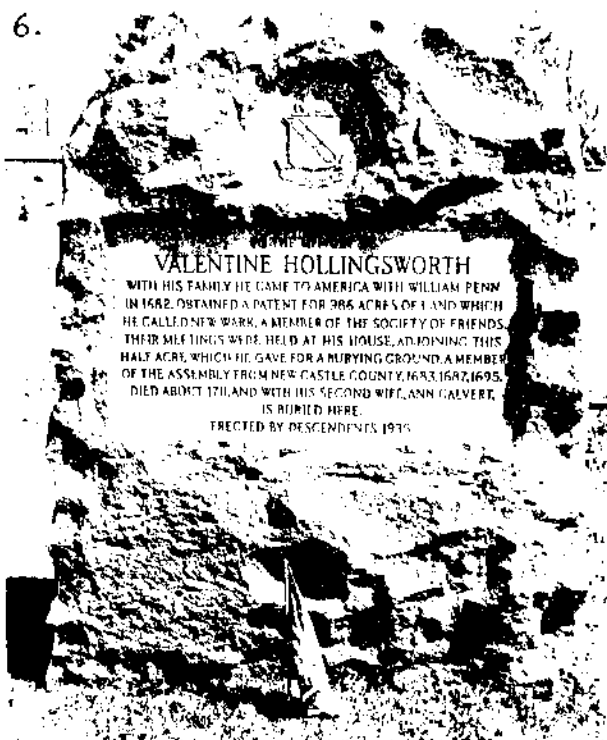 6.
VALENTINE HOLLINGSWORTH
WITH HIS FAMILY HE CAME TO AMERICA WITH WILLIAM PENN
IN 1682. OBTAINED A PATENT FOR 986 ACRES OF LAND WHICH
HE CALLED NEW WARK, A MEMBER OF THE SOCIETY OF FRIENDS.
THEIR MEETINGS WERE HELD AT HIS HOUSE, ADJOINING THIS
HALF ACRE, WHICH HE GAVE FOR A BURYING GROUND. A MEMBER
OF THE ASSEMBLY FROM NEW CASTLE COUNTY, 1683, 1687, 1695.
DIED ABOUT 1711, AND WITH HIS SECOND WIFE, ANN CALVERT,
IS BURIED HERE.
ERECTED BY DESCENDENTS